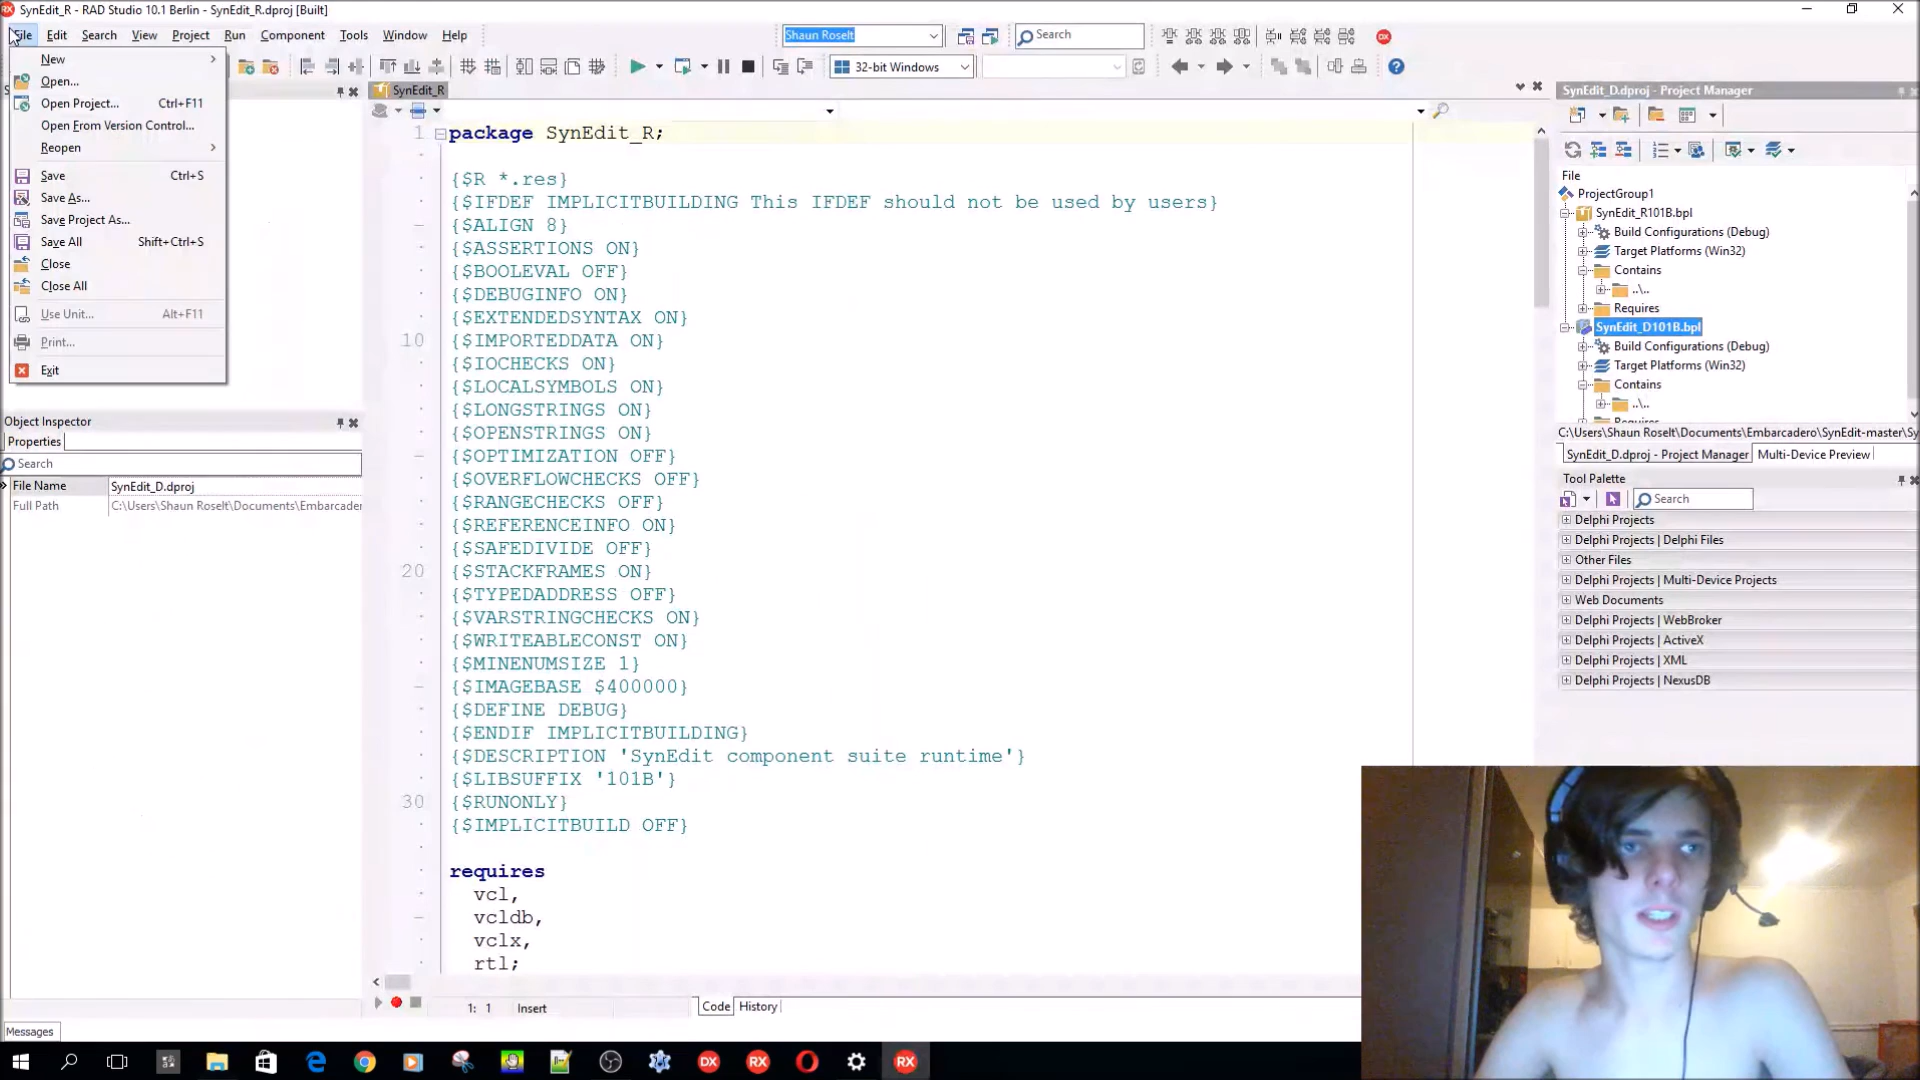 SynEdit_R - RAD Studio 10.1 Berlin - SynEdit_R.dproj [Built]
File Edit Search View Project Run Component Tools Window Help
Shaun Roselt
Search
New
Open...
Open Project... Ctrl+F11
Open From Version Control...
Reopen
Save Ctrl+S
Save As...
Save Project As...
Save All Shift+Ctrl+S
Close
Close All
Use Unit... Alt+F11
Print...
Exit
32-bit Windows
SynEdit_R
1 package SynEdit_R;
{$R *.res}
{$IFDEF IMPLICITBUILDING This IFDEF should not be used by users}
{$ALIGN 8}
{$ASSERTIONS ON}
{$BOOLEVAL OFF}
{$DEBUGINFO ON}
{$EXTENDEDSYNTAX ON}
10 {$IMPORTEDDATA ON}
{$IOCHECKS ON}
{$LOCALSYMBOLS ON}
{$LONGSTRINGS ON}
{$OPENSTRINGS ON}
{$OPTIMIZATION OFF}
{$OVERFLOWCHECKS OFF}
{$RANGECHECKS OFF}
{$REFERENCEINFO ON}
{$SAFEDIVIDE OFF}
20 {$STACKFRAMES ON}
{$TYPEDADDRESS OFF}
{$VARSTRINGCHECKS ON}
{$WRITEABLECONST ON}
{$MINENUMSIZE 1}
{$IMAGEBASE $400000}
{$DEFINE DEBUG}
{$ENDIF IMPLICITBUILDING}
{$DESCRIPTION 'SynEdit component suite runtime'}
{$LIBSUFFIX '101B'}
30 {$RUNONLY}
{$IMPLICITBUILD OFF}
requires
vcl,
vcldb,
vclx,
rtl;
1: 1 Insert
Code History
Object Inspector
Properties
Search
File Name SynEdit_D.dproj
Full Path C:\Users\Shaun Roselt\Documents\Embarcader
Messages
SynEdit_D.dproj - Project Manager
File
ProjectGroup1
SynEdit_R101B.bpl
Build Configurations (Debug)
Target Platforms (Win32)
Contains
..\..
Requires
SynEdit_D101B.bpl
Build Configurations (Debug)
Target Platforms (Win32)
Contains
..\..
Requires
C:\Users\Shaun Roselt\Documents\Embarcadero\SynEdit-master\Sy
SynEdit_D.dproj - Project Manager Multi-Device Preview
Tool Palette
Search
Delphi Projects
Delphi Projects | Delphi Files
Other Files
Delphi Projects | Multi-Device Projects
Web Documents
Delphi Projects | WebBroker
Delphi Projects | ActiveX
Delphi Projects | XML
Delphi Projects | NexusDB